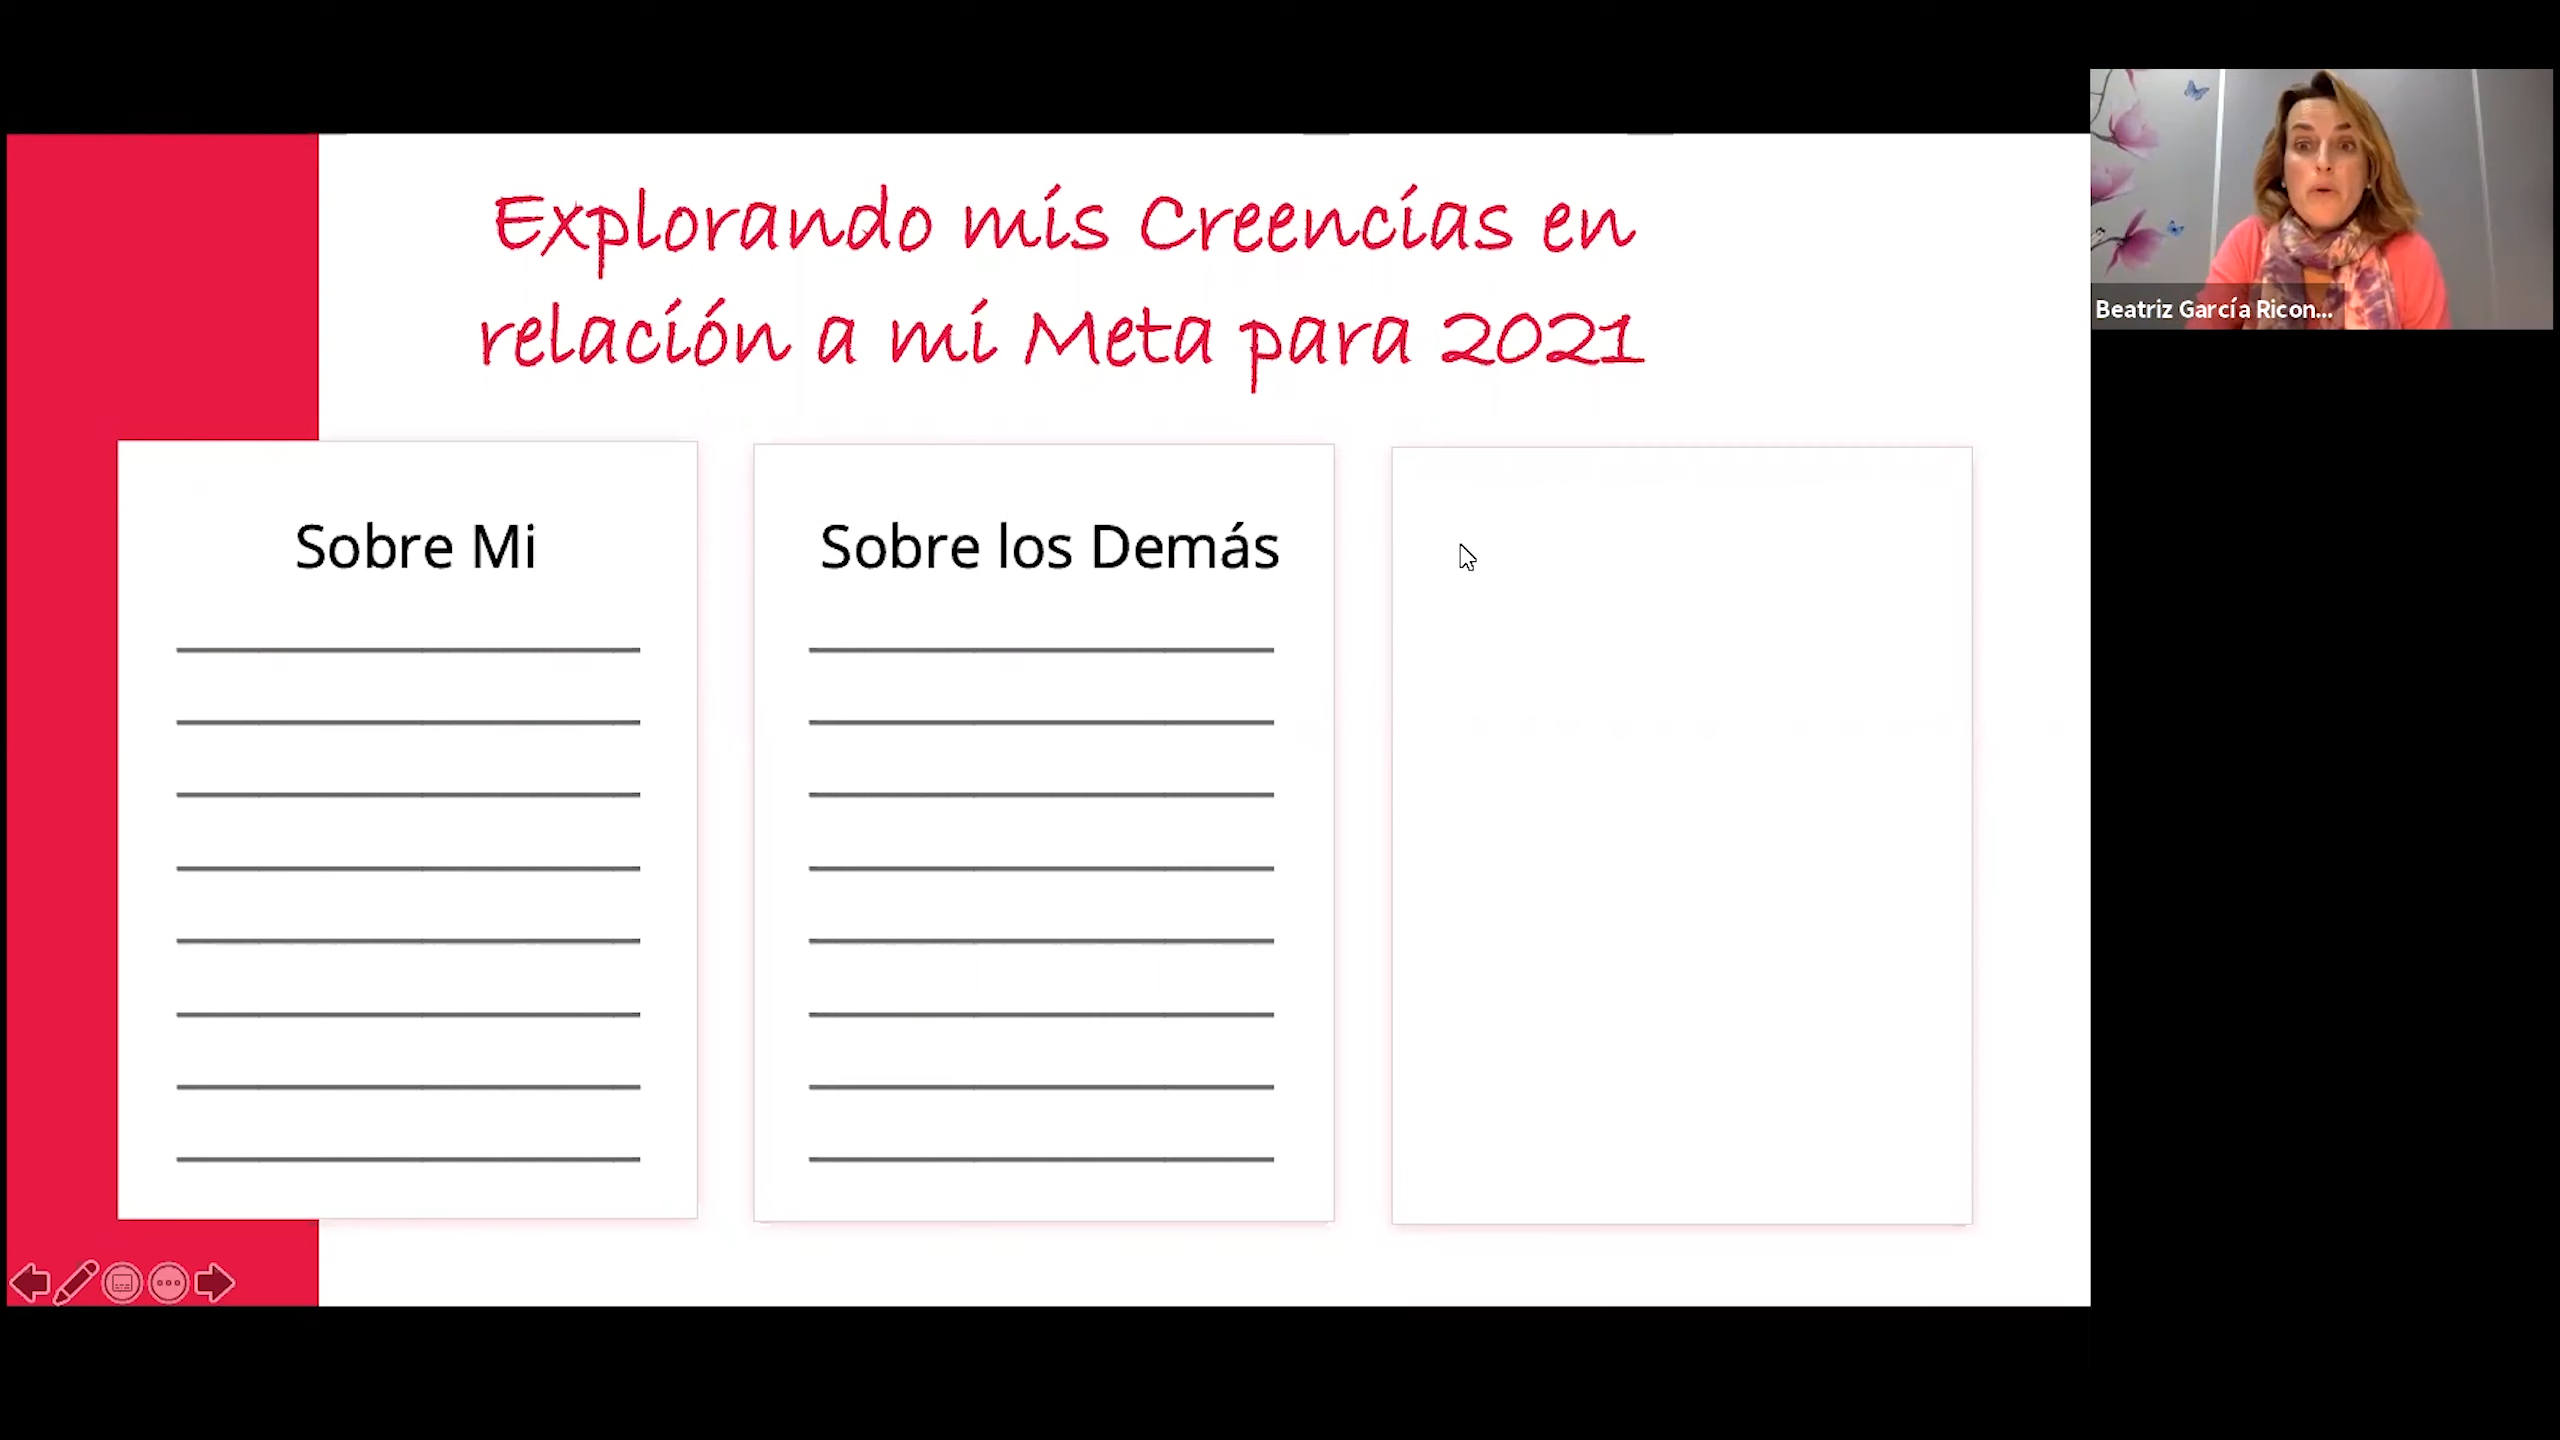 Explorando mis Creencias en
relación a mi Meta para 2021
Sobre Mi
Sobre los Demás
Beatriz García Ricon...